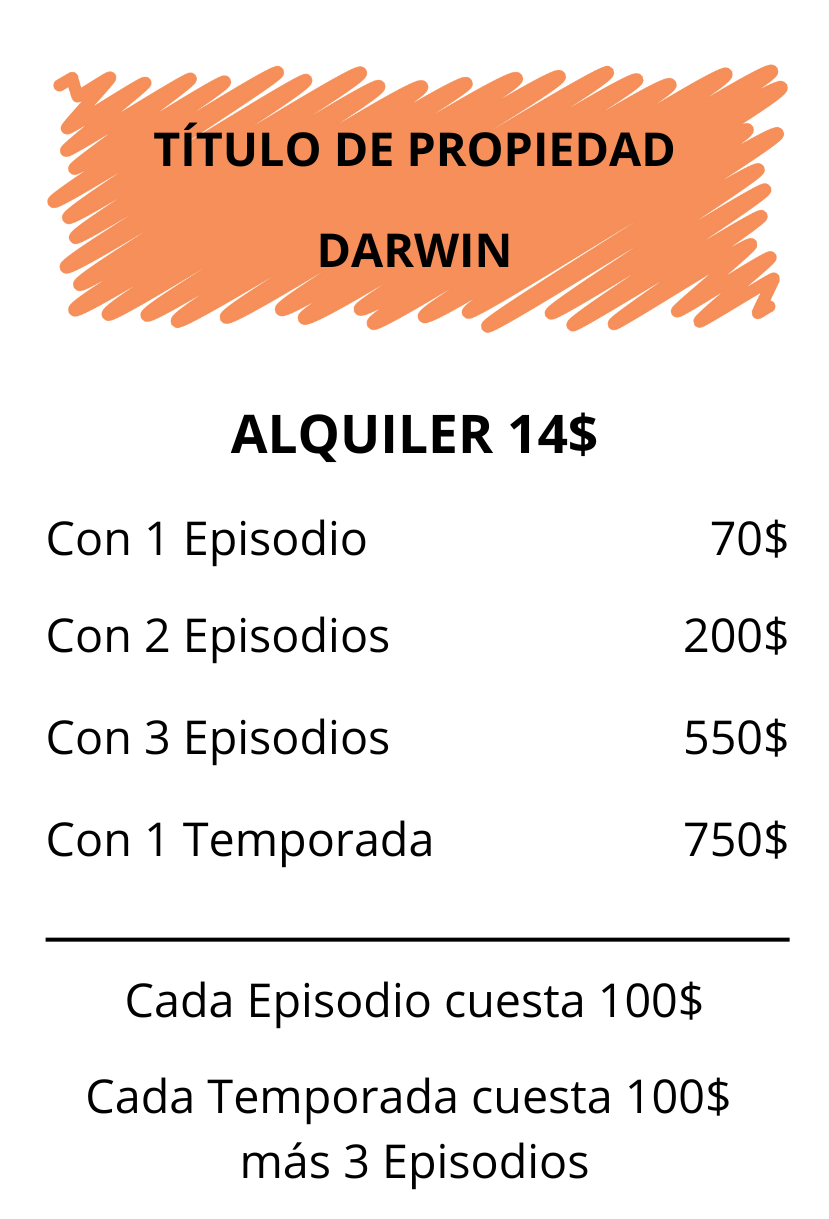 TÍTULO DE PROPIEDAD
DARWIN
ALQUILER 14$
Con 1 Episodio 70$
Con 2 Episodios 200$
Con 3 Episodios 550$
Con 1 Temporada 750$
Cada Episodio cuesta 100$
Cada Temporada cuesta 100$
más 3 Episodios